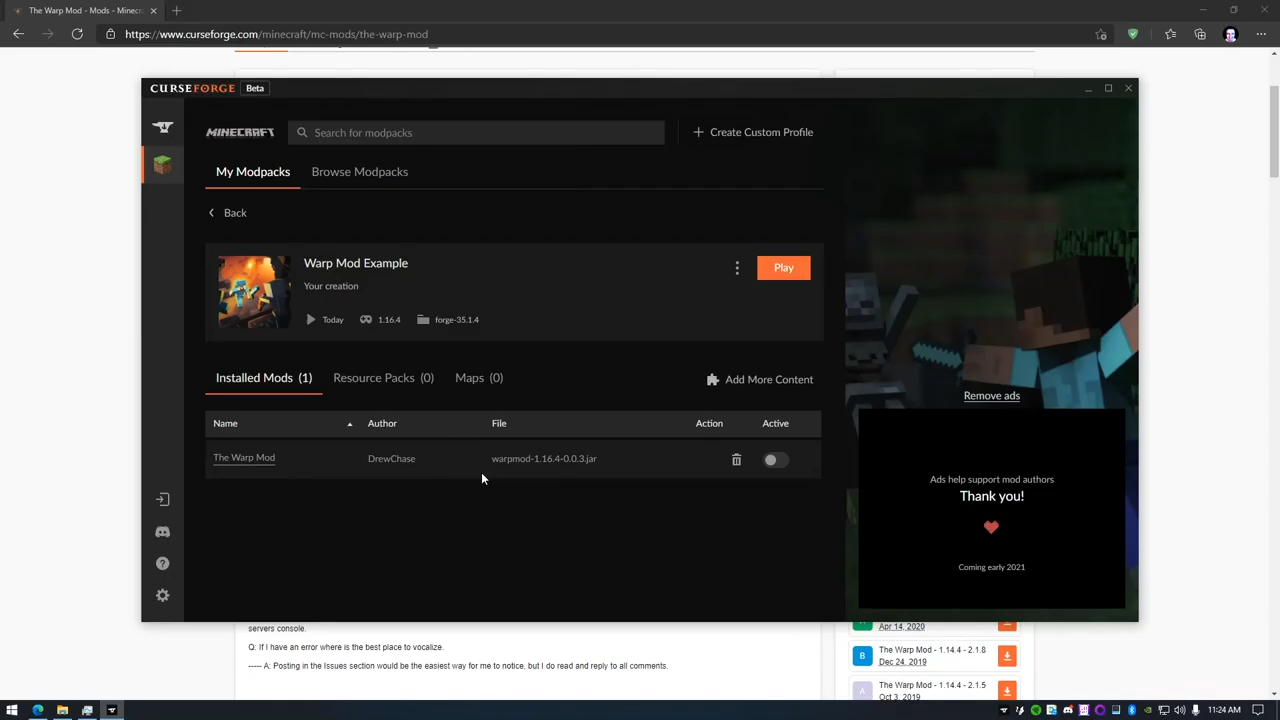 The Warp Mod - Mods - Minecr
https://www.curseforge.com/minecraft/mc-mods/the-warp-mod
CURSEFORGE Beta
MINECRAFT
Search for modpacks
Create Custom Profile
My Modpacks
Browse Modpacks
Back
Warp Mod Example
Your creation
Play
Today
1.16.4
forge-35.1.4
Installed Mods (1)
Resource Packs (0)
Maps (0)
Add More Content
Name
Author
File
Action
Active
The Warp Mod
DrewChase
warpmod-1.16.4-0.0.3.jar
Remove ads
Ads help support mod authors
Thank you!
Coming early 2021
servers console.
Q: If I have an error where is the best place to vocalize.
----- A: Posting in the Issues section would be the easiest way for me to notice, but I do read and reply to all comments.
Apr 14, 2020
B
The Warp Mod - 1.14.4 - 2.1.8
Dec 24, 2019
A
The Warp Mod - 1.14.4 - 2.1.5
Oct 3, 2019
11:24 AM